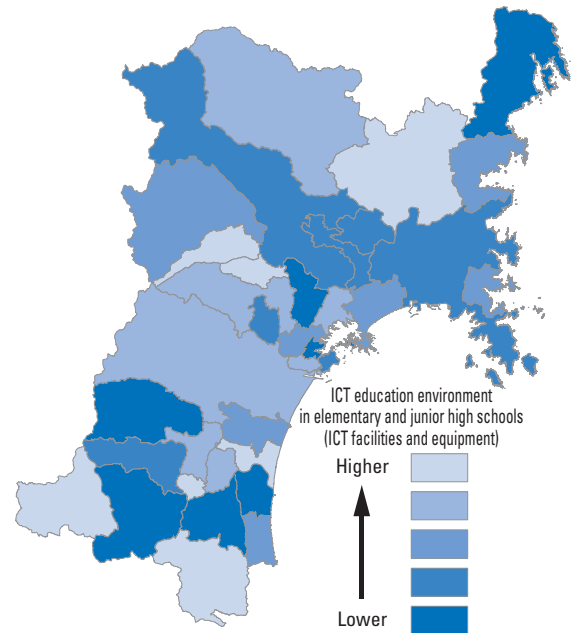 ICT education environment
in elementary and junior high schools
(ICT facilities and equipment)
Higher
Lower